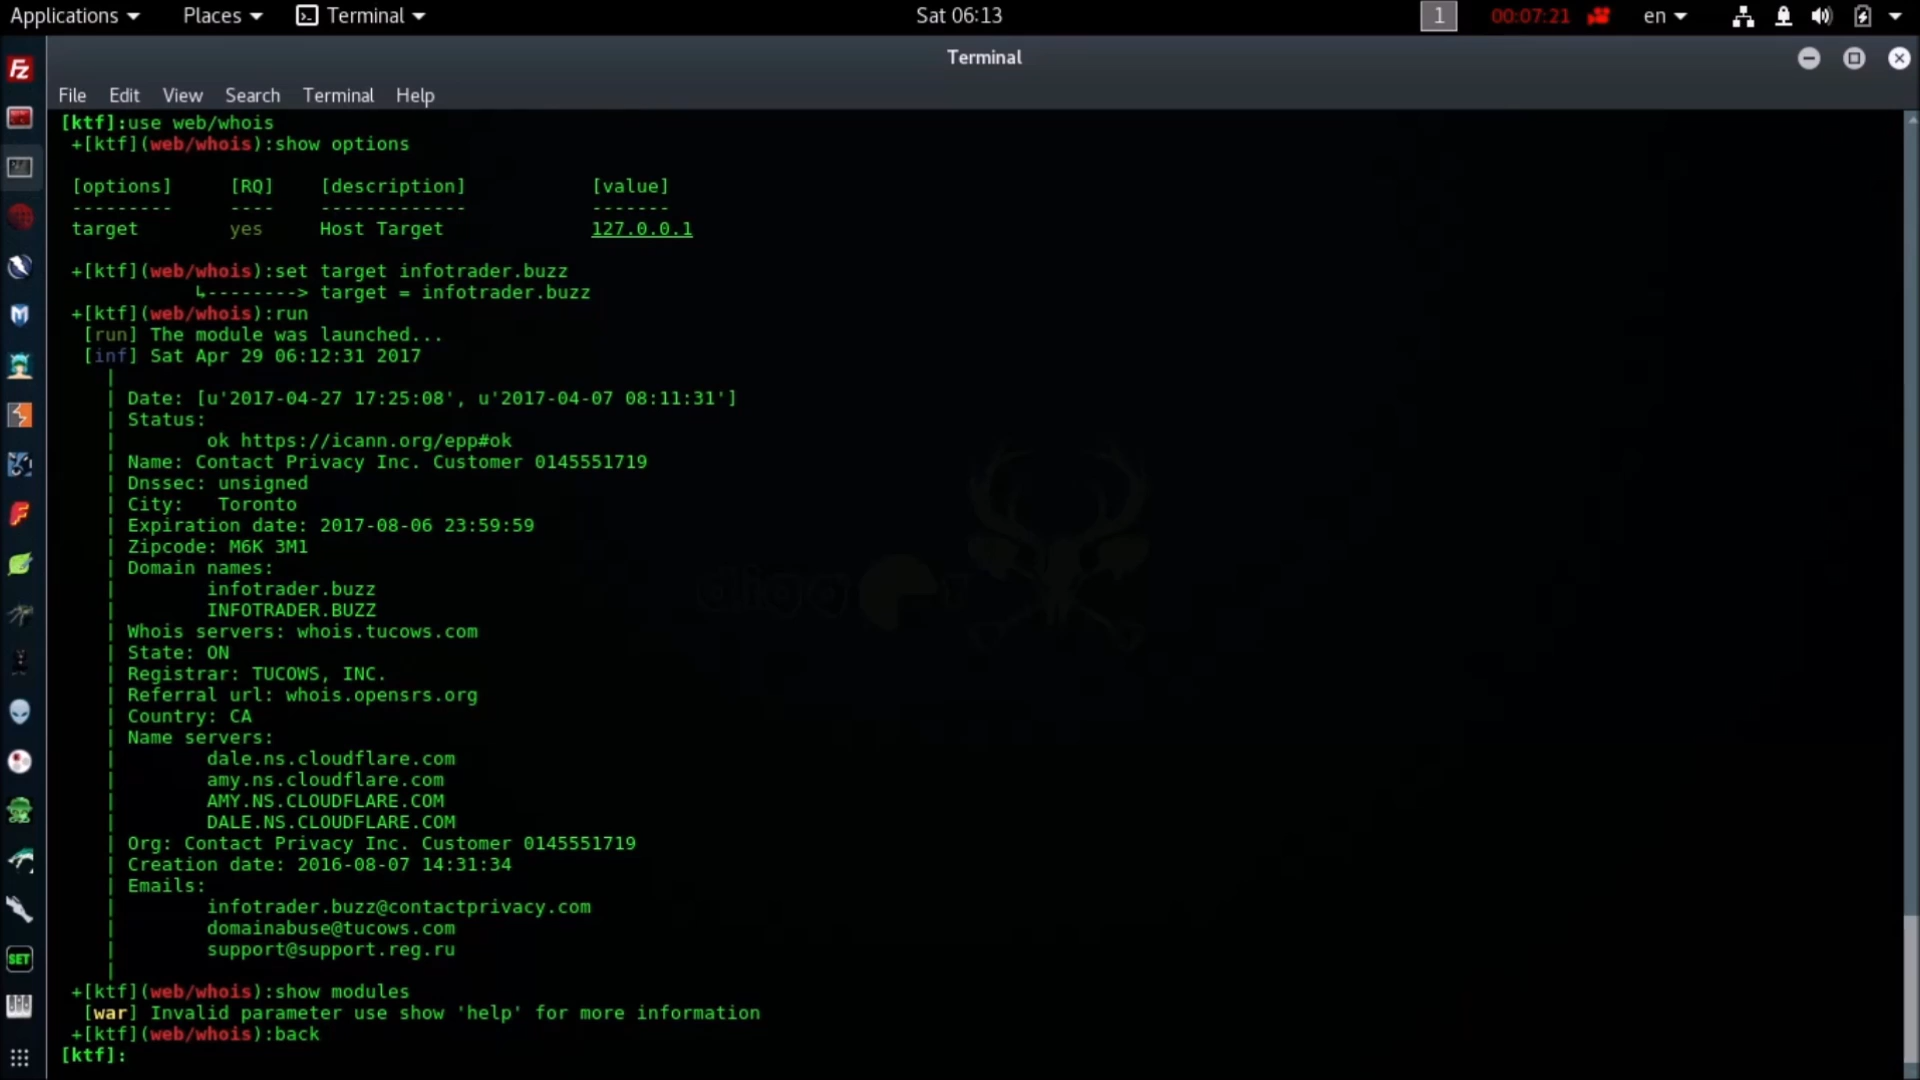 Applications Places Terminal Sat 06:13 1 00:07:21 en
Terminal
File Edit View Search Terminal Help
[ktf]:use web/whois
+[ktf](web/whois):show options
[options] [RQ] [description] [value]
--------- ---- ------------- -------
target yes Host Target 127.0.0.1
+[ktf](web/whois):set target infotrader.buzz
↳--------> target = infotrader.buzz
+[ktf](web/whois):run
[run] The module was launched...
[inf] Sat Apr 29 06:12:31 2017
|
| Date: [u'2017-04-27 17:25:08', u'2017-04-07 08:11:31']
| Status:
| ok https://icann.org/epp#ok
| Name: Contact Privacy Inc. Customer 0145551719
| Dnssec: unsigned
| City: Toronto
| Expiration date: 2017-08-06 23:59:59
| Zipcode: M6K 3M1
| Domain names:
| infotrader.buzz
| INFOTRADER.BUZZ
| Whois servers: whois.tucows.com
| State: ON
| Registrar: TUCOWS, INC.
| Referral url: whois.opensrs.org
| Country: CA
| Name servers:
| dale.ns.cloudflare.com
| amy.ns.cloudflare.com
| AMY.NS.CLOUDFLARE.COM
| DALE.NS.CLOUDFLARE.COM
| Org: Contact Privacy Inc. Customer 0145551719
| Creation date: 2016-08-07 14:31:34
| Emails:
| infotrader.buzz@contactprivacy.com
| domainabuse@tucows.com
| support@support.reg.ru
|
+[ktf](web/whois):show modules
[war] Invalid parameter use show 'help' for more information
+[ktf](web/whois):back
[ktf]:
Fz
M
F
SET